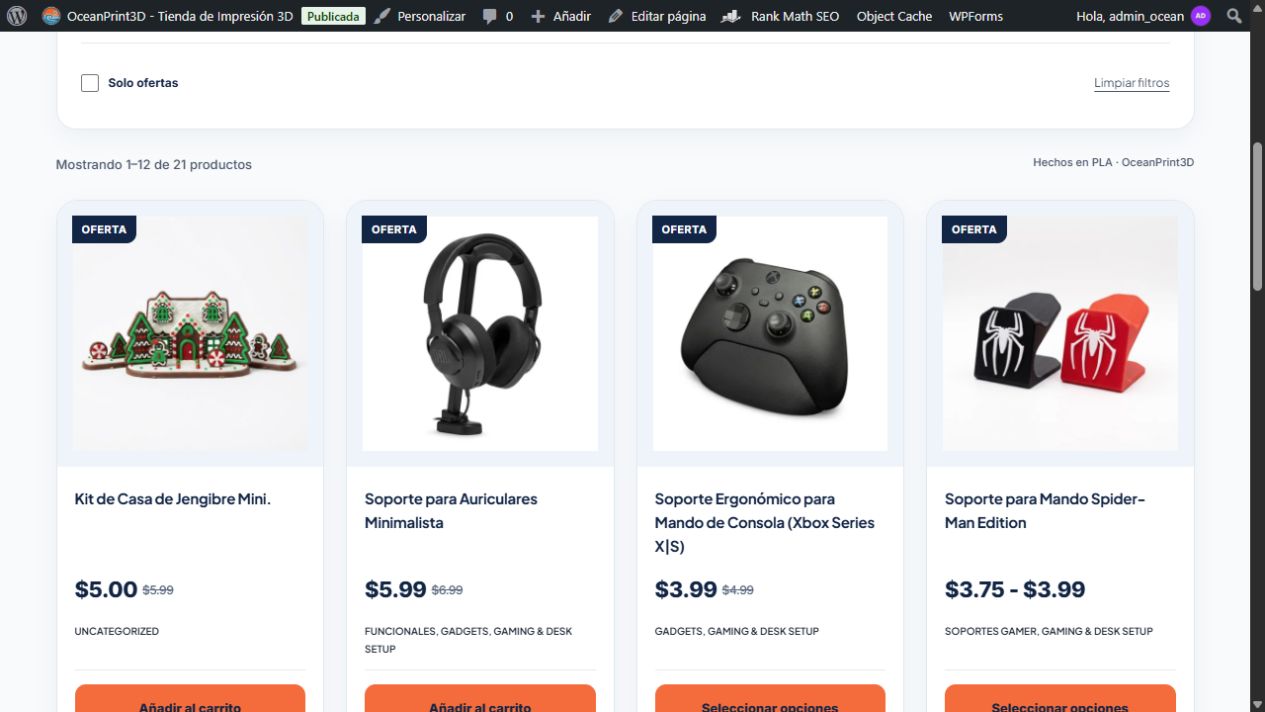 OceanPrint3D - Tienda de Impresión 3D Publicada Personalizar 0 Añadir Editar página Rank Math SEO Object Cache WPForms Hola, admin_ocean AD
Solo ofertas Limpiar filtros
Mostrando 1–12 de 21 productos Hechos en PLA · OceanPrint3D
OFERTA OFERTA OFERTA OFERTA
Kit de Casa de Jengibre Mini.
$5.00 $5.99
UNCATEGORIZED
Añadir al carrito
Soporte para Auriculares
Minimalista
$5.99 $6.99
FUNCIONALES, GADGETS, GAMING & DESK
SETUP
Añadir al carrito
Soporte Ergonómico para
Mando de Consola (Xbox Series
X|S)
$3.99 $4.99
GADGETS, GAMING & DESK SETUP
Seleccionar opciones
Soporte para Mando Spider-
Man Edition
$3.75 - $3.99
SOPORTES GAMER, GAMING & DESK SETUP
Seleccionar opciones